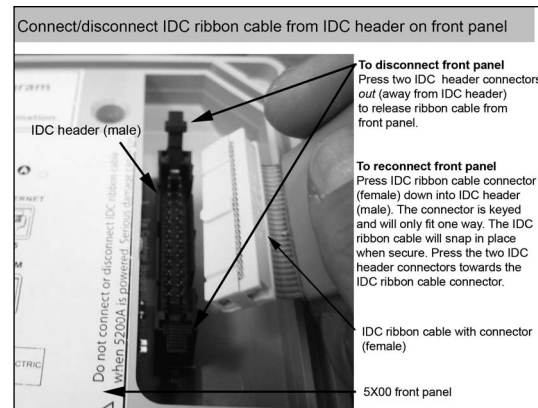 Connect/disconnect IDC ribbon cable from IDC header on front panel
To disconnect front panel
Press two IDC header connectors
out (away from IDC header)
to release ribbon cable from
front panel.
IDC header (male)
To reconnect front panel
Press IDC ribbon cable connector
(female) down into IDC header
(male). The connector is keyed
and will only fit one way. The IDC
ribbon cable will snap in place
when secure. Press the two IDC
header connectors towards the
IDC ribbon cable connector.
IDC ribbon cable with connector
(female)
5X00 front panel
Do not connect or disconnect IDC ribbon cable
when 5200A is powered. Serious damage